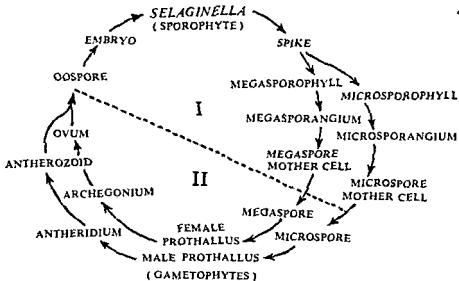 SELAGINELLA
(SPOROPHYTE)
SPIKE
MEGASPOROPHYLL
MICROSPOROPHYLL
MEGASPORANGIUM
MICROSPORANGIUM
MEGASPORE
MOTHER CELL
MICROSPORE
MOTHER CELL
MEGASPORE
MICROSPORE
FEMALE
PROTHALLUS
MALE PROTHALLUS
(GAMETOPHYTES)
ARCHEGONIUM
ANTHERIDIUM
OVUM
ANTHEROZOID
OOSPORE
EMBRYO
I
II